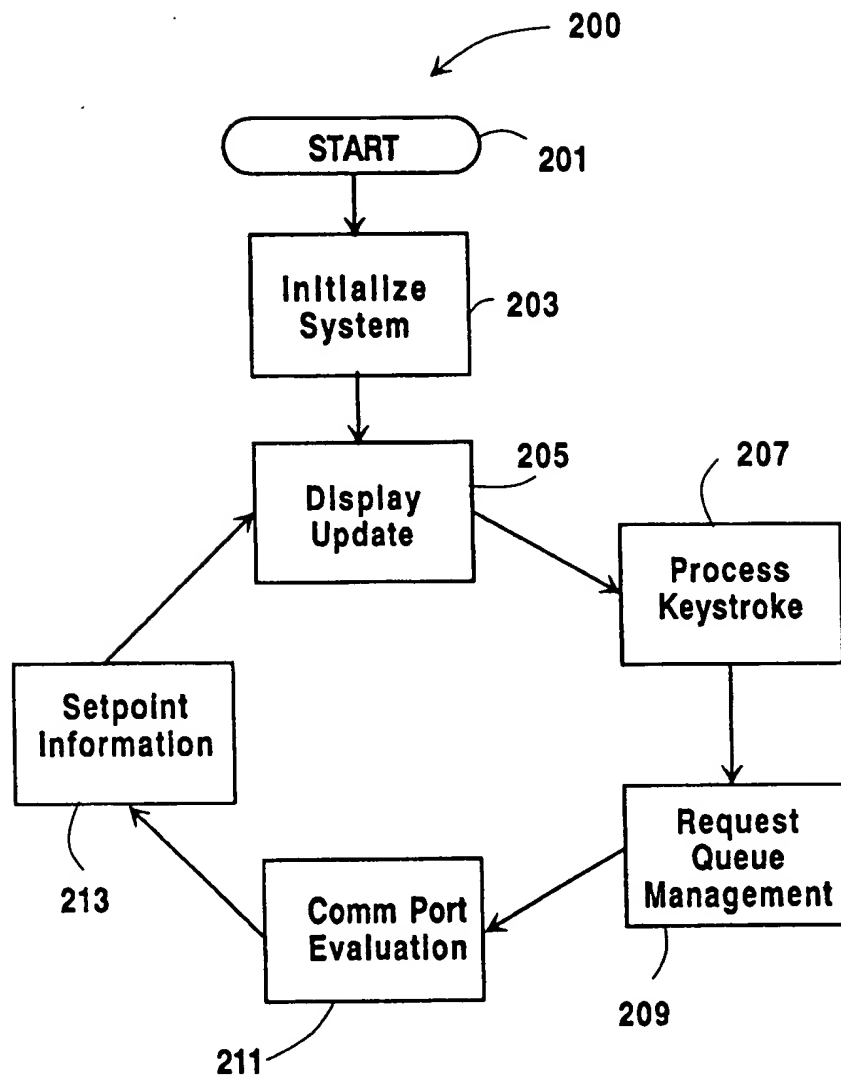 200
START
201
Initialize
System
203
Display
Update
205
207
Process
Keystroke
Setpoint
Information
213
Request
Queue
Management
209
Comm Port
Evaluation
211